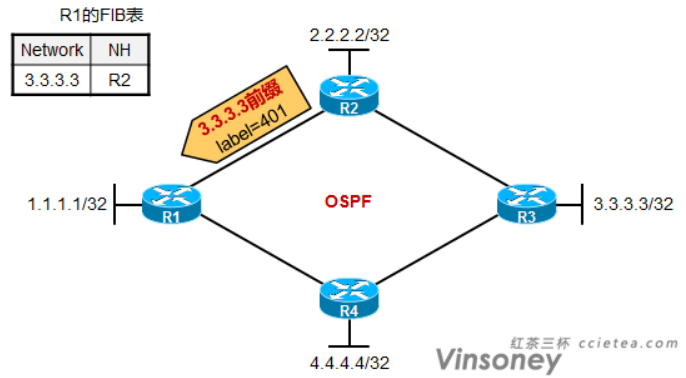 R1的FIB表
Network NH
3.3.3.3 R2
2.2.2.2/32
R2
3.3.3.3前缀
label=401
1.1.1.1/32
R1
OSPF
R3
3.3.3.3/32
R4
4.4.4.4/32
红茶三杯 ccietea.com
Vinsoney